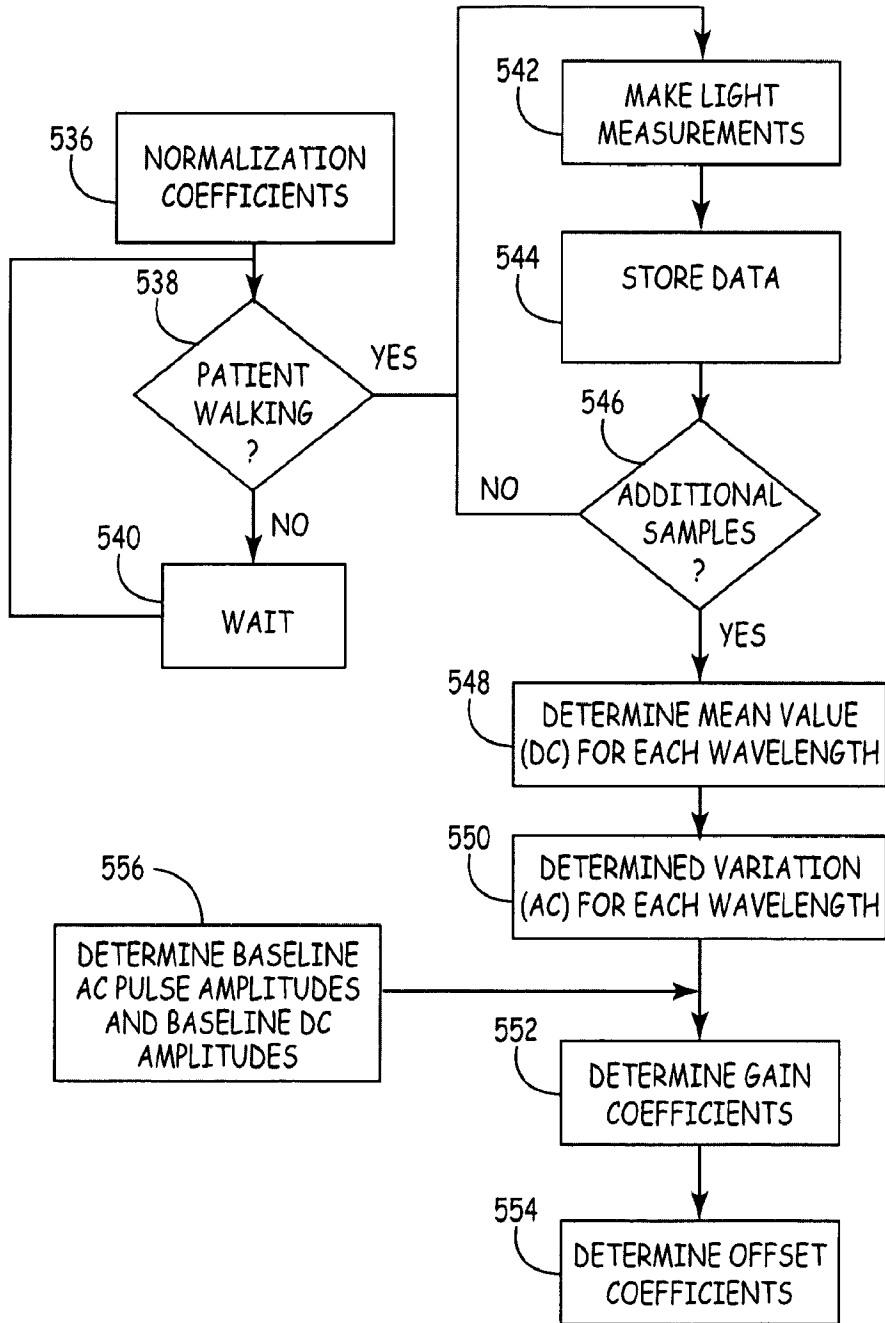 536
NORMALIZATION
COEFFICIENTS
538
PATIENT
WALKING
?
YES
NO
540
WAIT
542
MAKE LIGHT
MEASUREMENTS
544
STORE DATA
546
ADDITIONAL
SAMPLES
?
NO
YES
548
DETERMINE MEAN VALUE
(DC) FOR EACH WAVELENGTH
550
DETERMINED VARIATION
(AC) FOR EACH WAVELENGTH
556
DETERMINE BASELINE
AC PULSE AMPLITUDES
AND BASELINE DC
AMPLITUDES
552
DETERMINE GAIN
COEFFICIENTS
554
DETERMINE OFFSET
COEFFICIENTS